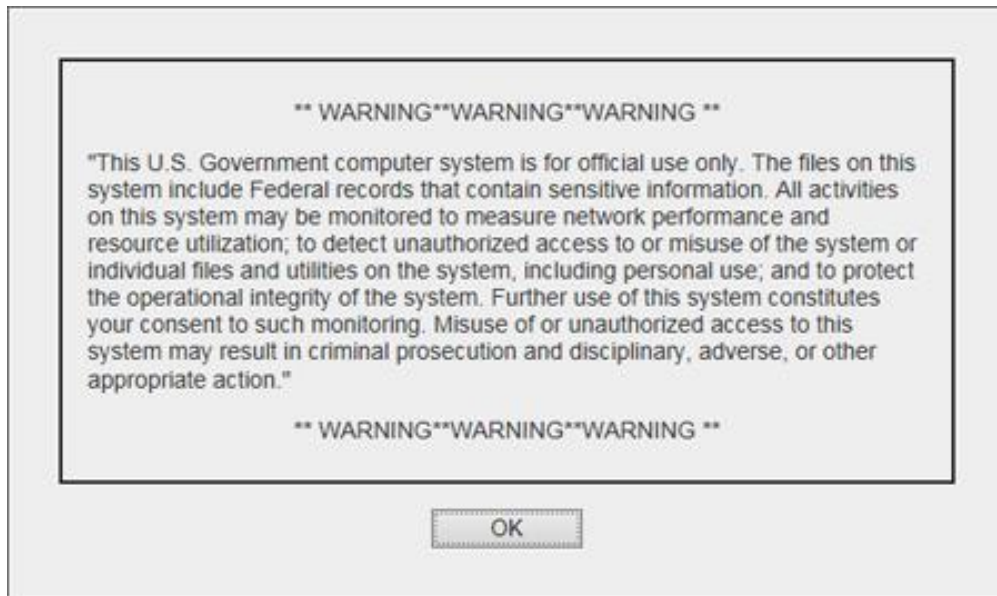 ** WARNING**WARNING**WARNING **
"This U.S. Government computer system is for official use only. The files on this
system include Federal records that contain sensitive information. All activities
on this system may be monitored to measure network performance and
resource utilization; to detect unauthorized access to or misuse of the system or
individual files and utilities on the system, including personal use; and to protect
the operational integrity of the system. Further use of this system constitutes
your consent to such monitoring. Misuse of or unauthorized access to this
system may result in criminal prosecution and disciplinary, adverse, or other
appropriate action."
** WARNING**WARNING**WARNING **
OK